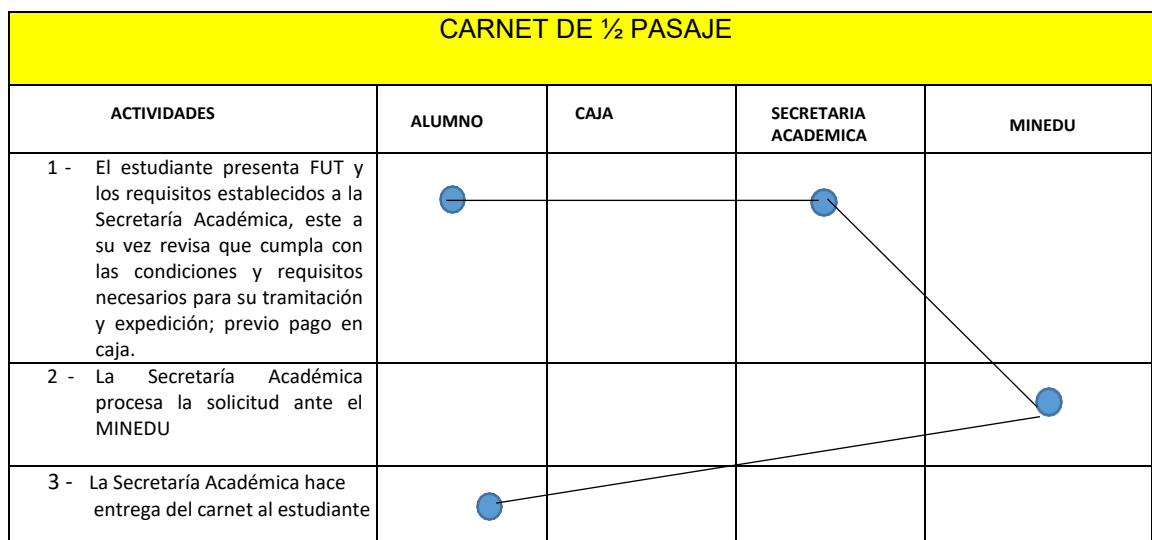 CARNET DE ½ PASAJE
ACTIVIDADES
ALUMNO
CAJA
SECRETARIA
ACADEMICA
MINEDU
1 - El estudiante presenta FUT y
los requisitos establecidos a la
Secretaría Académica, este a
su vez revisa que cumpla con
las condiciones y requisitos
necesarios para su tramitación
y expedición; previo pago en
caja.
2 - La Secretaría Académica
procesa la solicitud ante el
MINEDU
3 - La Secretaría Académica hace
entrega del carnet al estudiante